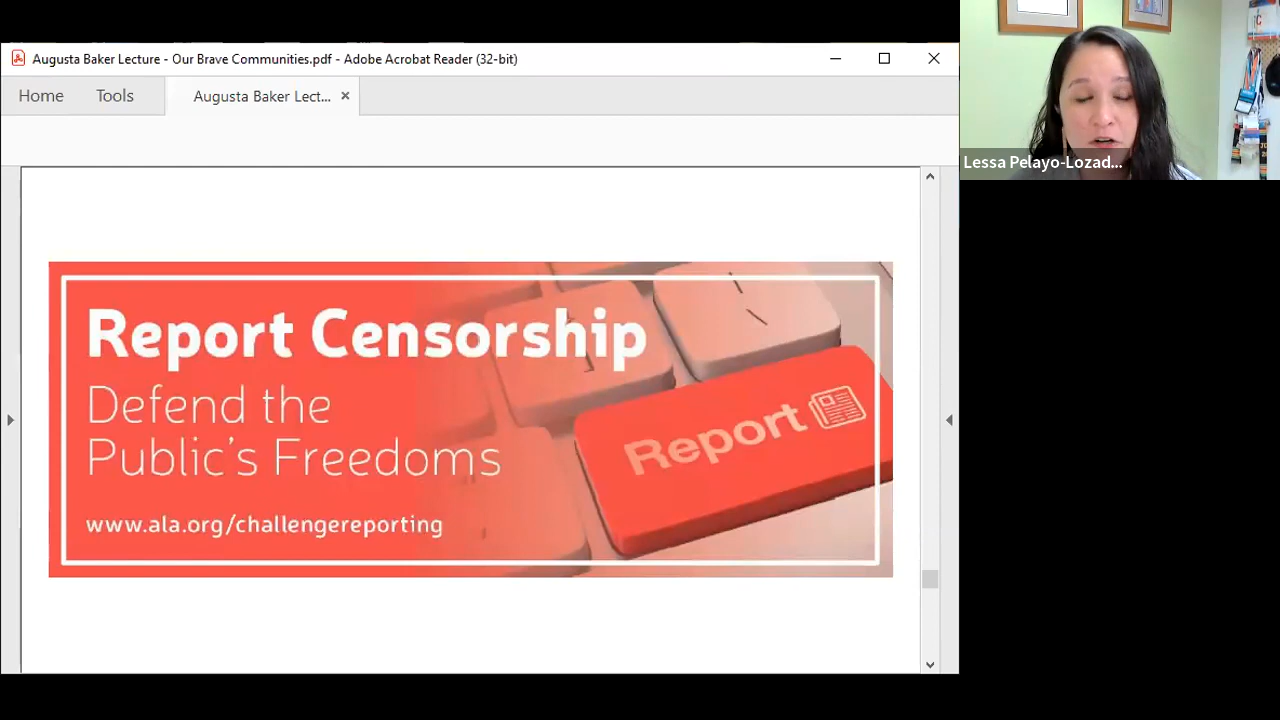 Augusta Baker Lecture - Our Brave Communities.pdf - Adobe Acrobat Reader (32-bit)
Home
Tools
Augusta Baker Lect...
Report Censorship
Defend the
Public's Freedoms
www.ala.org/challengereporting
Report
Lessa Pelayo-Lozad...